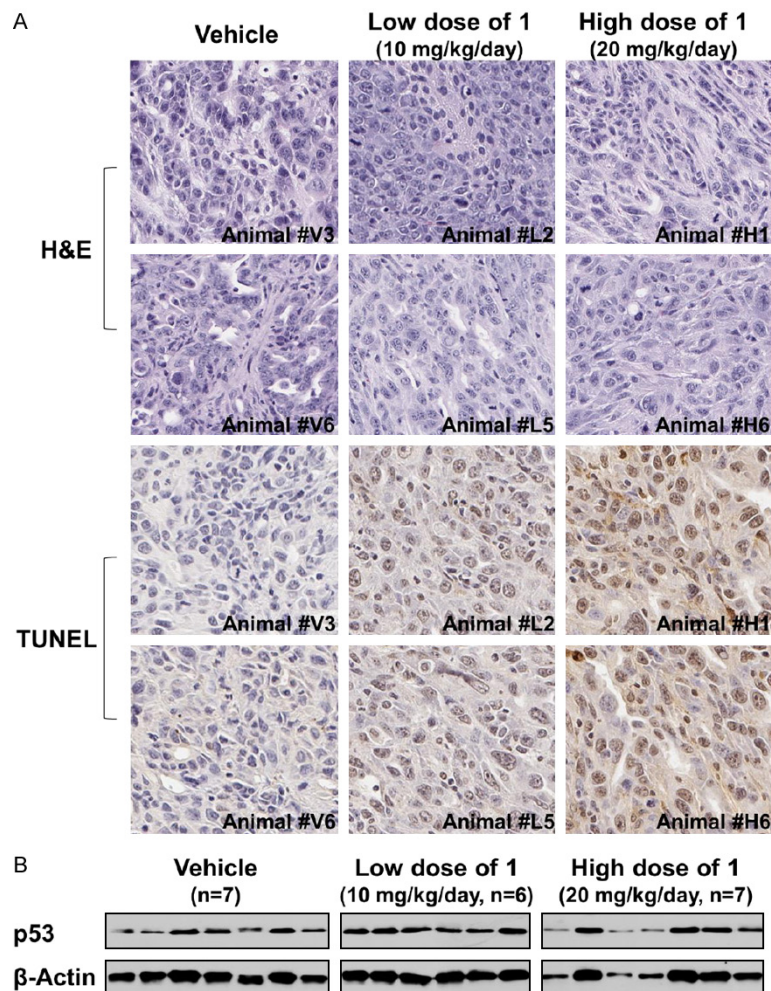 A
Vehicle
Low dose of 1
(10 mg/kg/day)
High dose of 1
(20 mg/kg/day)
H&E
Animal #V3
Animal #L2
Animal #H1
Animal #V6
Animal #L5
Animal #H6
TUNEL
Animal #V3
Animal #L2
Animal #H1
Animal #V6
Animal #L5
Animal #H6
B
Vehicle
(n=7)
Low dose of 1
(10 mg/kg/day, n=6)
High dose of 1
(20 mg/kg/day, n=7)
p53
β-Actin